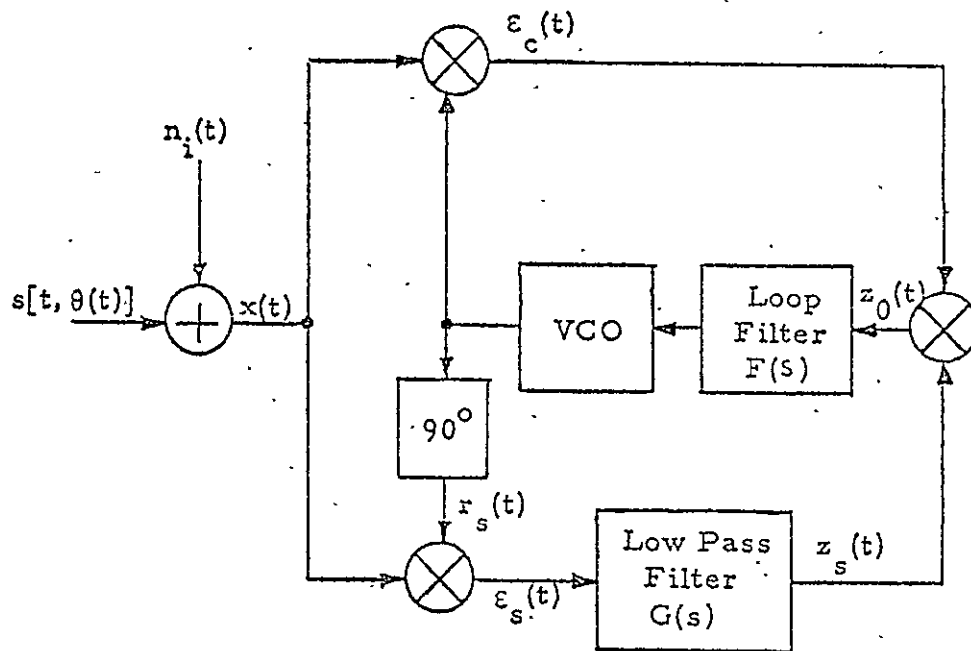 ε_c(t)
n_i(t)
s[t, θ(t)]
x(t)
VCO
Loop
Filter
F(s)
z_0(t)
90°
r_s(t)
ε_s(t)
Low Pass
Filter
G(s)
z_s(t)